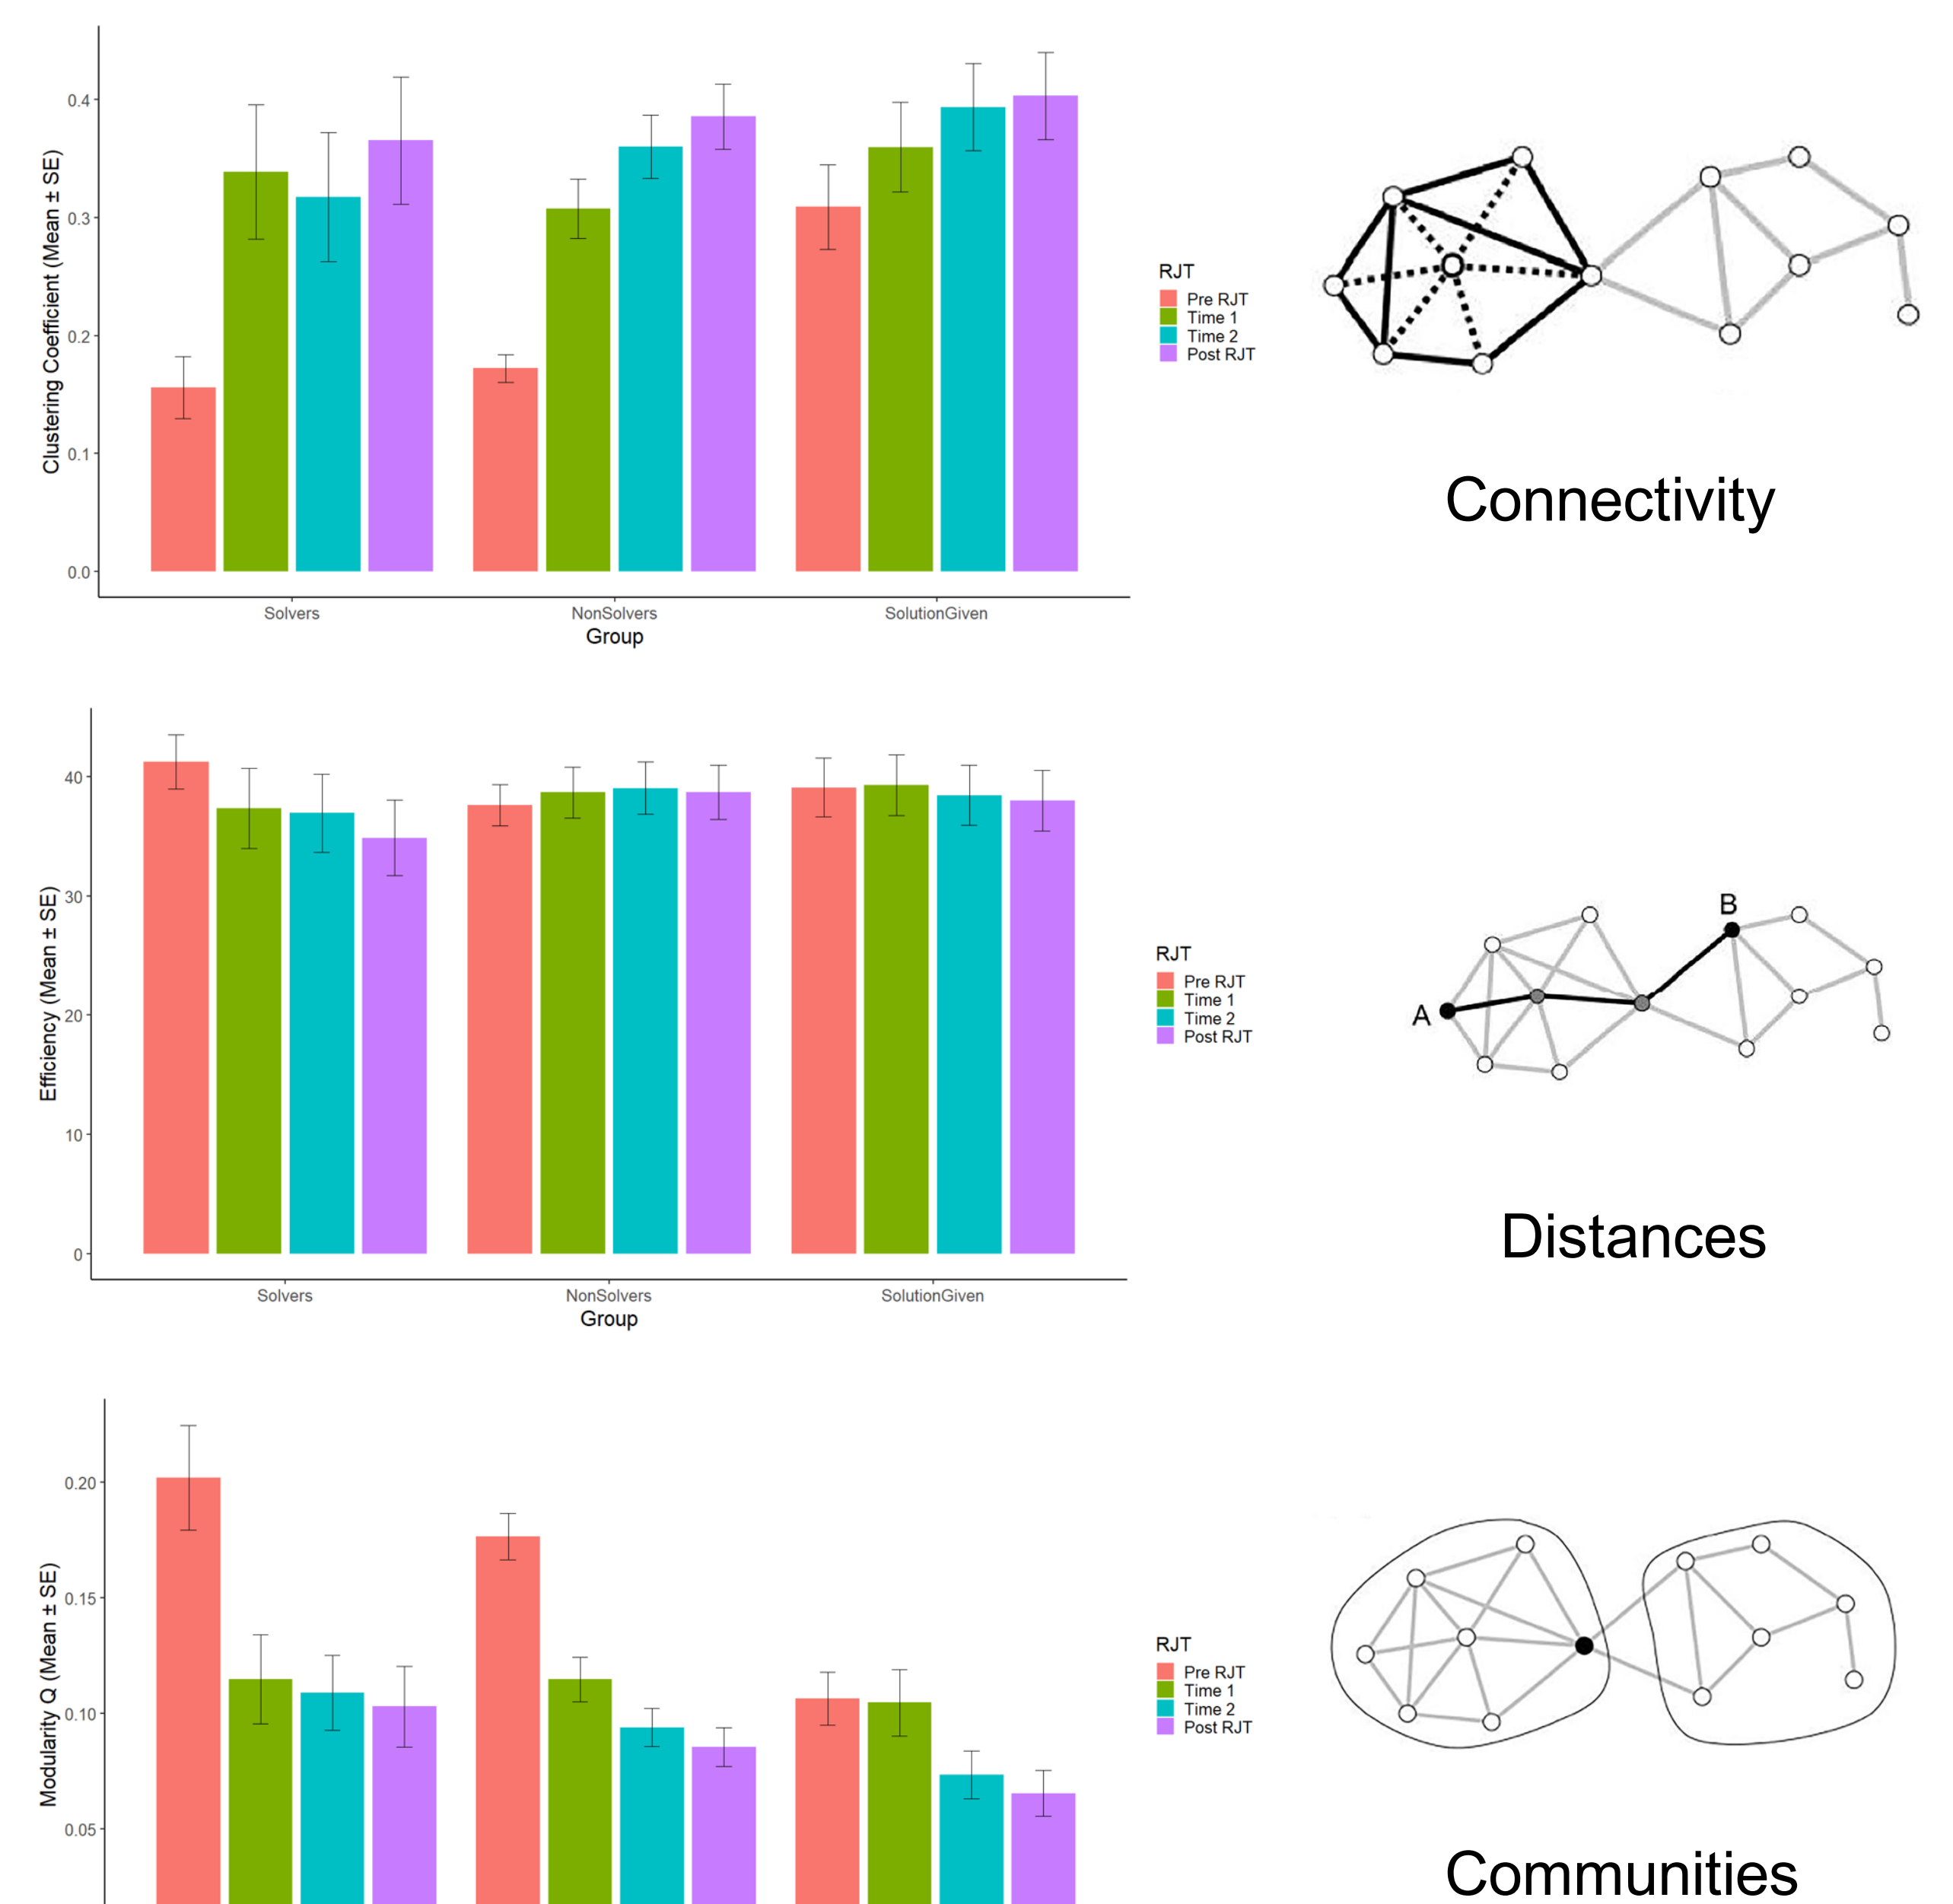 Clustering Coefficient (Mean ± SE)
0.4
0.3
0.2
0.1
0.0
Solvers
NonSolvers
SolutionGiven
Group
RJT
Pre RJT
Time 1
Time 2
Post RJT
Connectivity
Efficiency (Mean ± SE)
40
30
20
10
0
Solvers
NonSolvers
SolutionGiven
Group
RJT
Pre RJT
Time 1
Time 2
Post RJT
A
B
Distances
Modularity Q (Mean ± SE)
0.20
0.15
0.10
0.05
RJT
Pre RJT
Time 1
Time 2
Post RJT
Communities